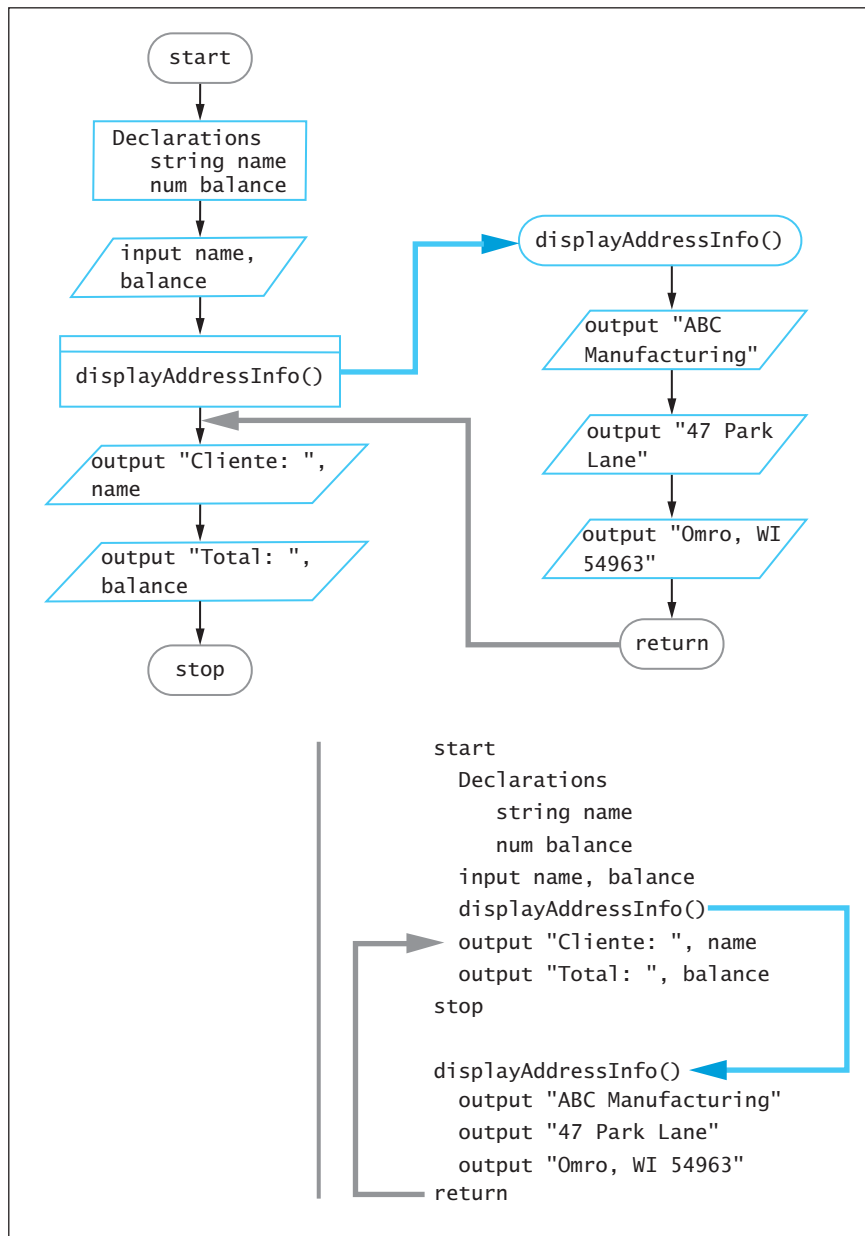 start
Declarations
string name
num balance
input name,
balance
displayAddressInfo()
output "Cliente: ",
name
output "Total: ",
balance
stop
displayAddressInfo()
output "ABC
Manufacturing"
output "47 Park
Lane"
output "Omro, WI
54963"
return
start
Declarations
string name
num balance
input name, balance
displayAddressInfo()
output "Cliente: ", name
output "Total: ", balance
stop
displayAddressInfo()
output "ABC Manufacturing"
output "47 Park Lane"
output "Omro, WI 54963"
return